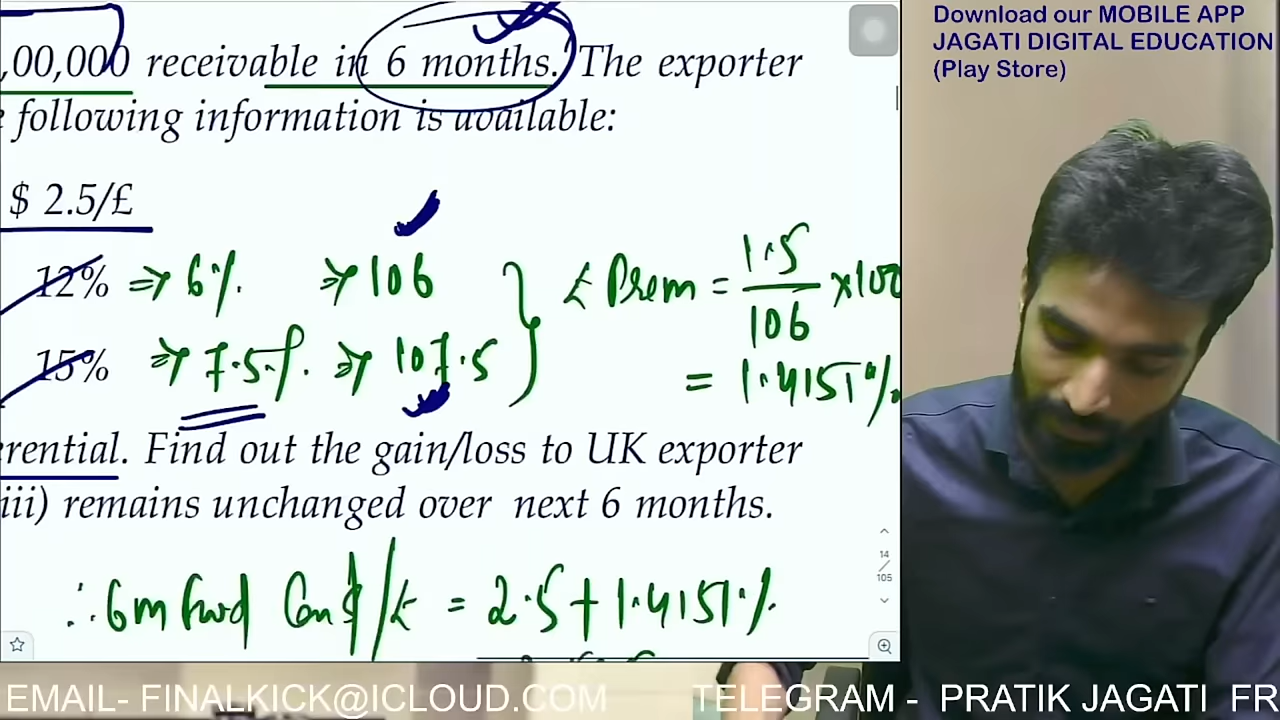 Download our MOBILE APP
JAGATI DIGITAL EDUCATION
(Play Store)
,00,000 receivable in 6 months. The exporter
following information is available:
$ 2.5/£
12% ⇒ 6%. ⇒ 106
15% ⇒ 7.5%. ⇒ 107.5
£ Prem = 1.5/106 × 100
= 1.4151%
erential. Find out the gain/loss to UK exporter
iii) remains unchanged over next 6 months.
∴ 6m Fwd Con $/£ = 2.5 + 1.4151%
14
/
105
EMAIL- FINALKICK@ICLOUD.COM TELEGRAM - PRATIK JAGATI FR